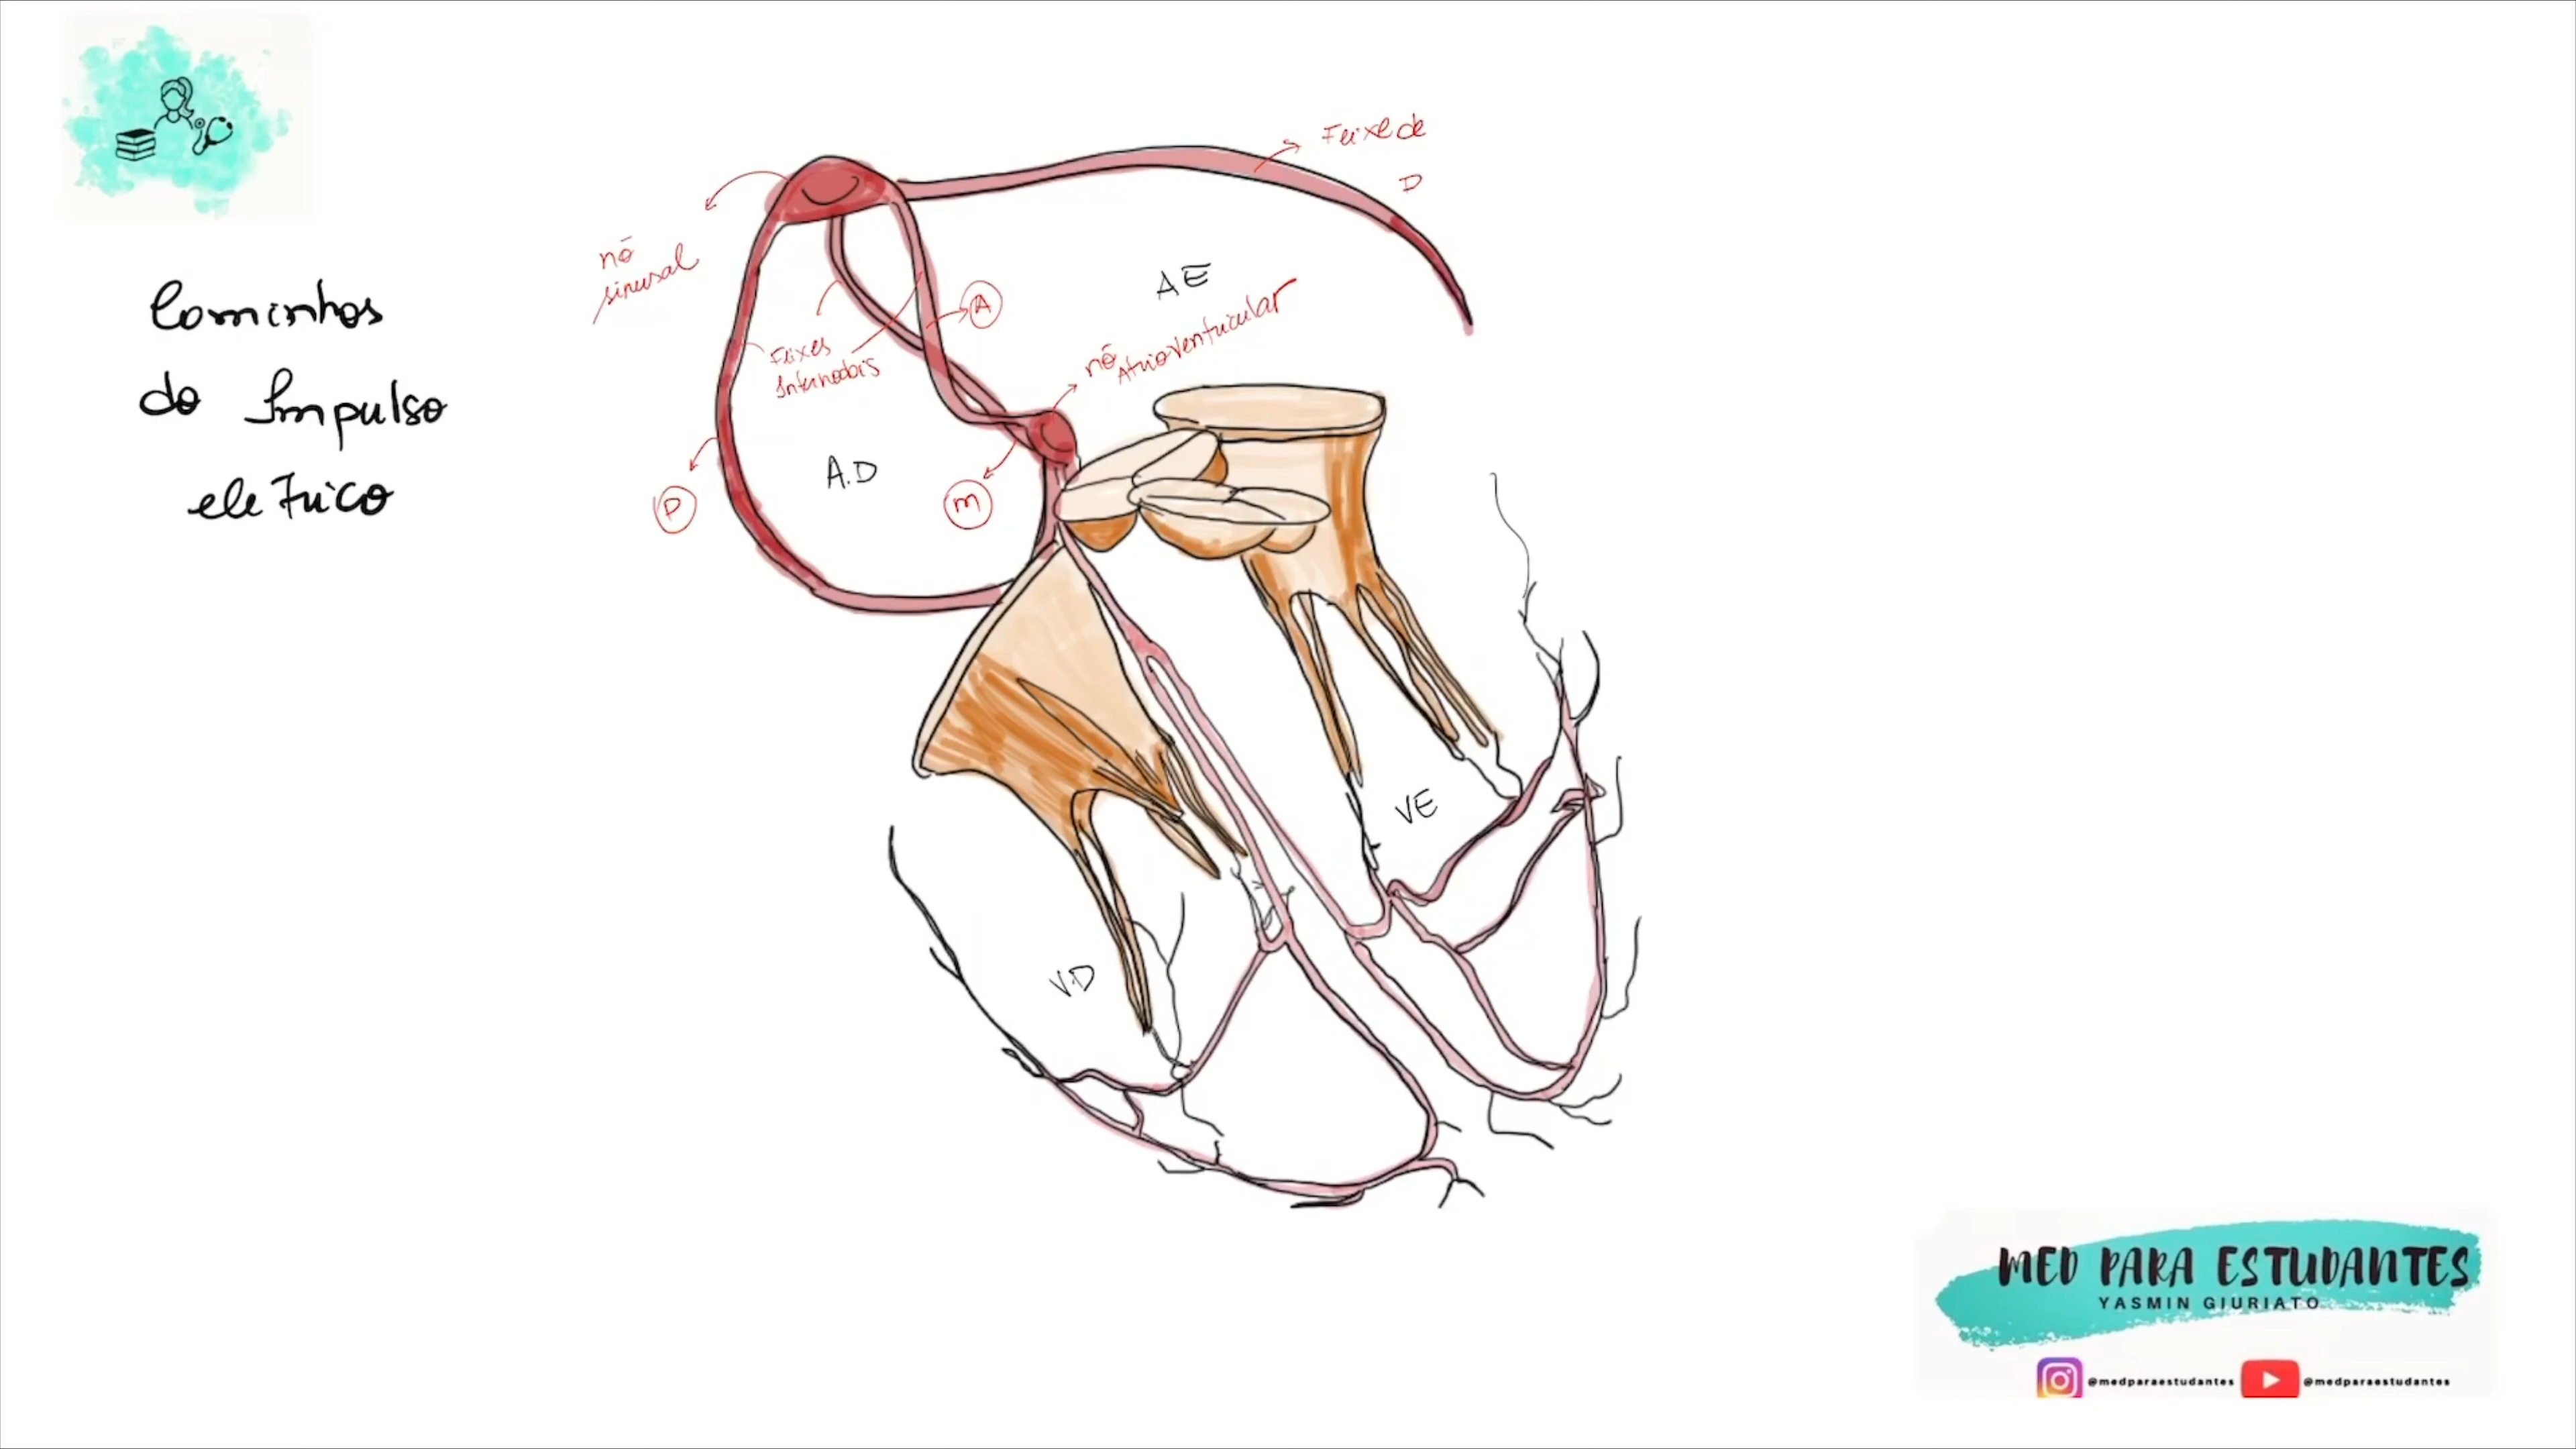 Caminhos
do Impulso
elétrico
nó
sinusal
Feixe de
D
AE
A
nó
Atrioventricular
Feixes
Internodais
A.D
P
m
VE
V.D
MED PARA ESTUDANTES
YASMIN GIURIATO
@medparaestudantes @medparaestudantes